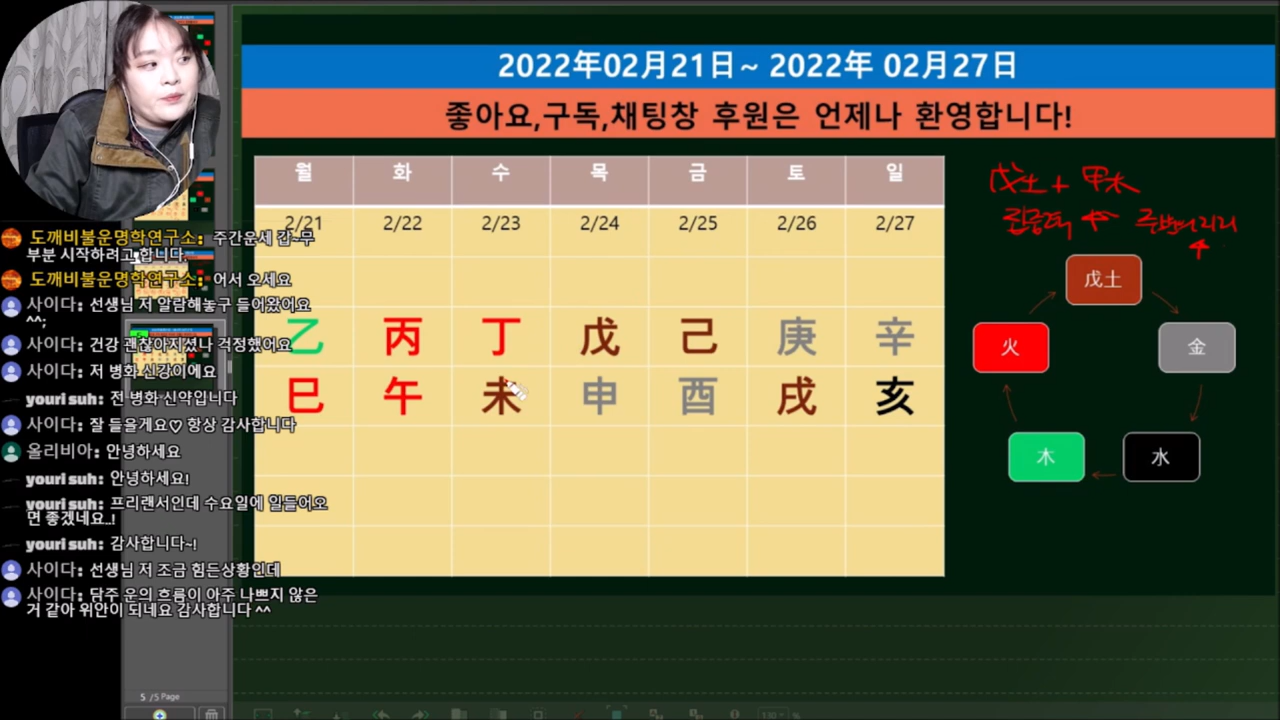 2022年02月21日~ 2022年 02月27日
좋아요,구독,채팅창 후원은 언제나 환영합니다!
월 화 수 목 금 토 일
2/21 2/22 2/23 2/24 2/25 2/26 2/27
乙 丙 丁 戊 己 庚 辛
巳 午 未 申 酉 戌 亥
戊土 + 甲木
집중력
戊土
火
金
木
水
도깨비불운명학연구소: 주간운세 갑~무
부분 시작하려고 합니다.
도깨비불운명학연구소: 어서 오세요
사이다: 선생님 저 알람해놓구 들어왔어요
^^;
사이다: 건강 괜찮아지셨나 걱정했어요
사이다: 저 병화 신강이에요
youri suh: 전 병화 신약입니다
사이다: 잘 들을게요♡ 항상 감사합니다
올리비아: 안녕하세요
youri suh: 안녕하세요!
youri suh: 프리랜서인데 수요일에 일들어오
면 좋겠네요..!
youri suh: 감사합니다~!
사이다: 선생님 저 조금 힘든상황인데
사이다: 담주 운의 흐름이 아주 나쁘지 않은
거 같아 위안이 되네요 감사합니다 ^^
5 /5 Page
130 %